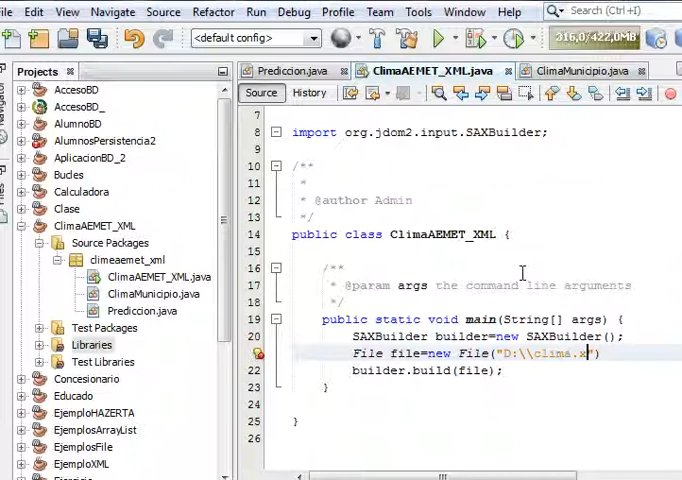 Edit View Navigate Source Refactor Run Debug Profile Team Tools Window Help Search (Ctrl+I)
<default config> 316,0/422,0MB
Projects Prediccion.java ClimaAEMET_XML.java ClimaMunicipio.java
Source History
Navigator
Files
AccesoBD
AccesoBD_
AlumnoBD
AlumnosPersistencia2
AplicacionBD_2
Bucles
Calculadora
Clase
ClimaAEMET_XML
Source Packages
climeaemet_xml
ClimaAEMET_XML.java
ClimaMunicipio.java
Prediccion.java
Test Packages
Libraries
Test Libraries
Concesionario
Ejemplo
EjemploHAZERTA
EjemplosArrayList
EjemplosFile
EjemploXML
7
8 import org.jdom2.input.SAXBuilder;
9
10 /**
11 *
12 * @author Admin
13 */
14 public class ClimaAEMET_XML {
15
16 /**
17 * @param args the command line arguments
18 */
19 public static void main(String[] args) {
20 SAXBuilder builder=new SAXBuilder();
File file=new File("D:\\clima.x")
22 builder.build(file);
23 }
24
25 }
26